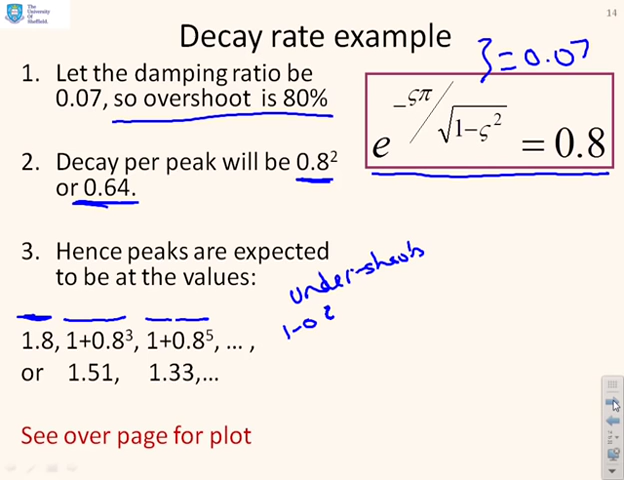 The
University
Of
Sheffield.
14
Decay rate example
ζ=0.07
1. Let the damping ratio be
0.07, so overshoot is 80%
e^(−ςπ/√(1−ς²)) = 0.8
2. Decay per peak will be 0.8²
or 0.64.
3. Hence peaks are expected
to be at the values:
under-shoots
1-0
1.8, 1+0.8³, 1+0.8⁵, … ,
or 1.51, 1.33,…
See over page for plot